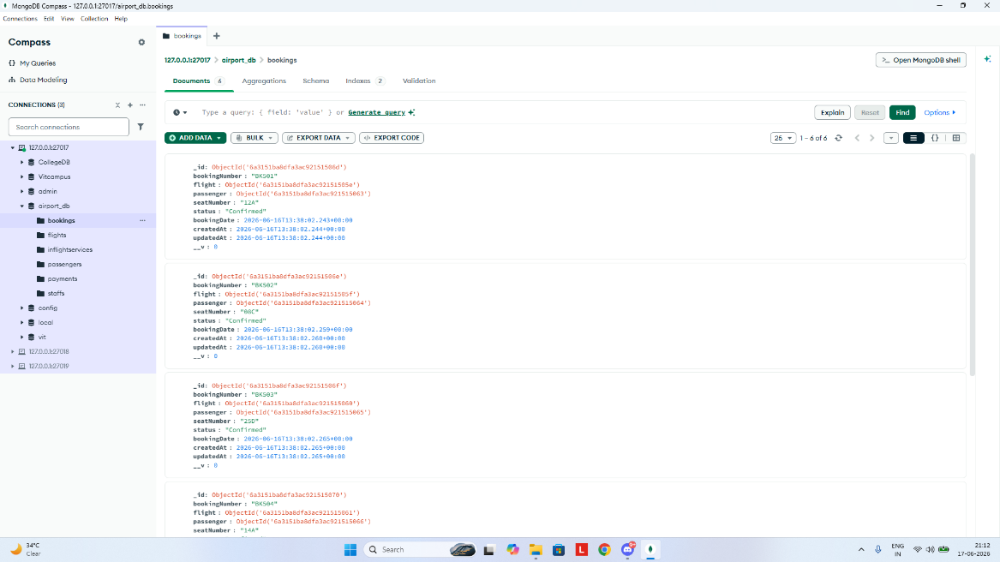 MongoDB Compass - 127.0.0.1:27017/airport_db.bookings
Connections Edit View Collection Help
Compass
bookings
My Queries
Data Modeling
127.0.0.1:27017 > airport_db > bookings
>_ Open MongoDB shell
Documents 6 Aggregations Schema Indexes 2 Validation
CONNECTIONS (3)
Search connections
Type a query: { field: 'value' } or Generate query
Explain Reset Find Options
ADD DATA BULK EXPORT DATA EXPORT CODE
26 1 – 6 of 6
127.0.0.1:27017
CollegeDB
Vitcampus
admin
airport_db
bookings
flights
inflightservices
passengers
payments
staffs
config
local
vit
127.0.0.1:27018
127.0.0.1:27019
_id: ObjectId('6a3151ba8dfa3ac92151506d')
bookingNumber : "BK501"
flight : ObjectId('6a3151ba8dfa3ac92151505e')
passenger : ObjectId('6a3151ba8dfa3ac921515063')
seatNumber : "12A"
status : "Confirmed"
bookingDate : 2026-06-16T13:38:02.243+00:00
createdAt : 2026-06-16T13:38:02.244+00:00
updatedAt : 2026-06-16T13:38:02.244+00:00
__v : 0
_id: ObjectId('6a3151ba8dfa3ac92151506e')
bookingNumber : "BK502"
flight : ObjectId('6a3151ba8dfa3ac92151505f')
passenger : ObjectId('6a3151ba8dfa3ac921515064')
seatNumber : "08C"
status : "Confirmed"
bookingDate : 2026-06-16T13:38:02.259+00:00
createdAt : 2026-06-16T13:38:02.260+00:00
updatedAt : 2026-06-16T13:38:02.260+00:00
__v : 0
_id: ObjectId('6a3151ba8dfa3ac92151506f')
bookingNumber : "BK503"
flight : ObjectId('6a3151ba8dfa3ac921515060')
passenger : ObjectId('6a3151ba8dfa3ac921515065')
seatNumber : "25D"
status : "Confirmed"
bookingDate : 2026-06-16T13:38:02.265+00:00
createdAt : 2026-06-16T13:38:02.265+00:00
updatedAt : 2026-06-16T13:38:02.265+00:00
__v : 0
_id: ObjectId('6a3151ba8dfa3ac921515070')
bookingNumber : "BK504"
flight : ObjectId('6a3151ba8dfa3ac921515061')
passenger : ObjectId('6a3151ba8dfa3ac921515066')
seatNumber : "14A"
34°C
Clear
Search
L
9+
ENG
IN
21:12
17-06-2026